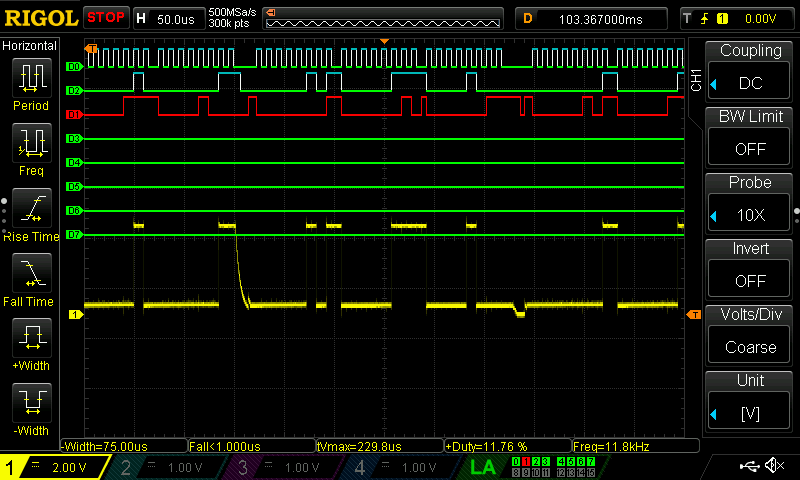 RIGOL STOP H 50.0us 500MSa/s 300k pts D 103.367000ms T 1 0.00V
Horizontal
Period
Freq
Rise Time
Fall Time
+Width
-Width
T
D0
D2
D1
D3
D4
D5
D6
D7
1
T
CH1
Coupling
DC
BW Limit
OFF
Probe
10X
Invert
OFF
Volts/Div
Coarse
Unit
[V]
-Width=75.00us Fall<1.000us tVmax=229.8us +Duty=11.76 % Freq=11.8kHz
1 2.00 V 2 1.00 V 3 1.00 V 4 1.00 V LA 0 1 2 3 4 5 6 7
8 9 10 11 12 13 14 15